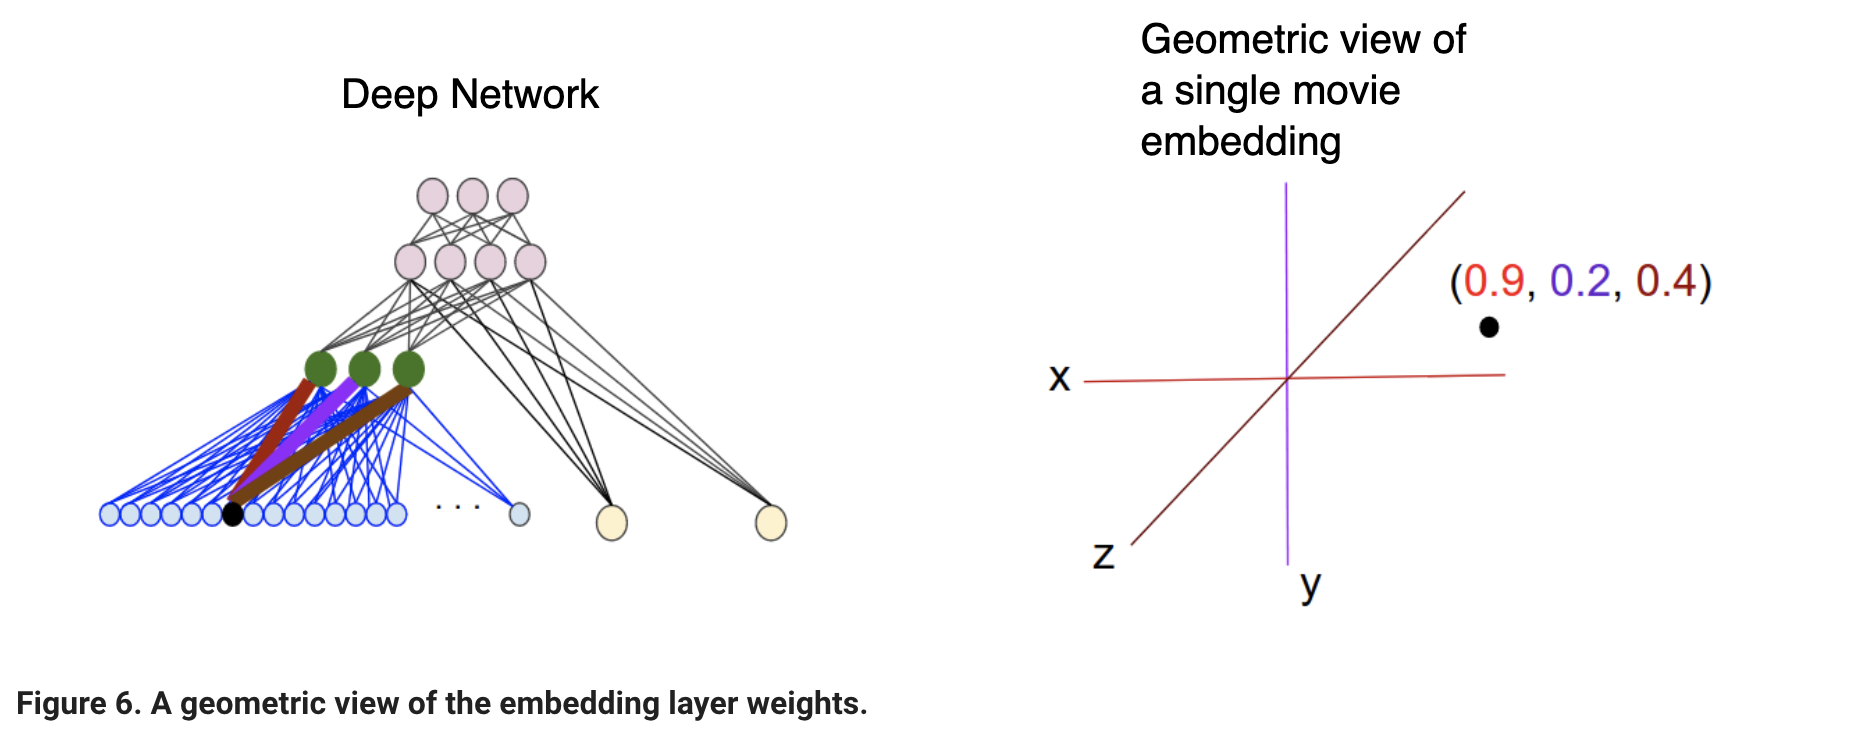 Deep Network
Geometric view of
a single movie
embedding
(0.9, 0.2, 0.4)
x
z
y
. . .
Figure 6. A geometric view of the embedding layer weights.